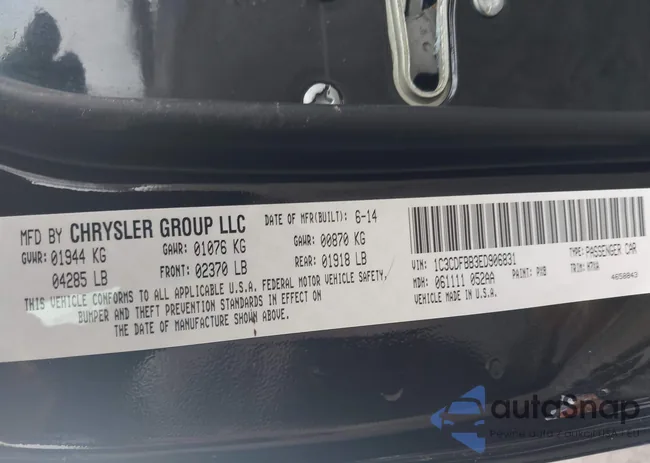 MFD BY CHRYSLER GROUP LLC DATE OF MFR(BUILT): 6-14
GVWR: 01944 KG GAWR: 01076 KG GAWR: 00870 KG
04285 LB FRONT: 02370 LB REAR: 01918 LB
THIS VEHICLE CONFORMS TO ALL APPLICABLE U.S.A. FEDERAL MOTOR VEHICLE SAFETY,
BUMPER AND THEFT PREVENTION STANDARDS IN EFFECT ON
THE DATE OF MANUFACTURE SHOWN ABOVE.
VIN: 1C3CDFBB3ED906831 TYPE: PASSENGER CAR
MDH: 061111 052AA PAINT: PXB TRIM:
VEHICLE MADE IN U.S.A. 4658843
autoSnap
Pewne auta z